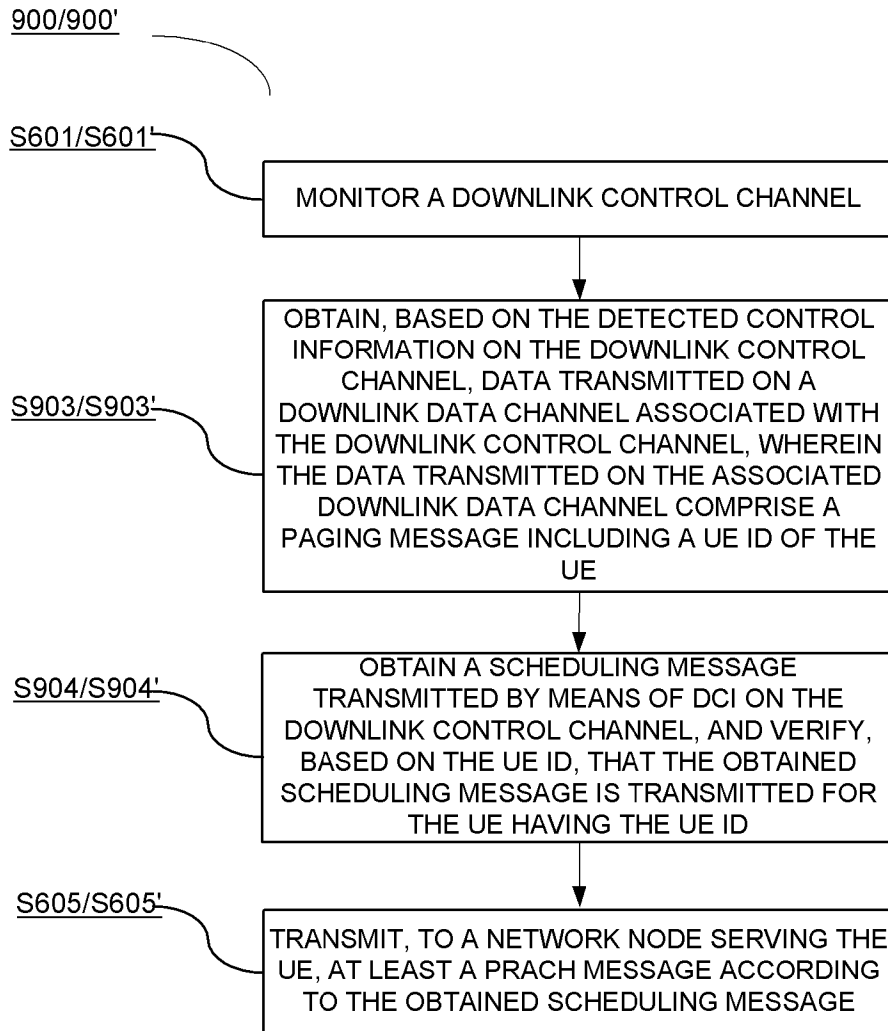 900/900'
S601/S601'
MONITOR A DOWNLINK CONTROL CHANNEL
OBTAIN, BASED ON THE DETECTED CONTROL
INFORMATION ON THE DOWNLINK CONTROL
CHANNEL, DATA TRANSMITTED ON A
DOWNLINK DATA CHANNEL ASSOCIATED WITH
THE DOWNLINK CONTROL CHANNEL, WHEREIN
THE DATA TRANSMITTED ON THE ASSOCIATED
DOWNLINK DATA CHANNEL COMPRISE A
PAGING MESSAGE INCLUDING A UE ID OF THE
UE
S903/S903'
OBTAIN A SCHEDULING MESSAGE
TRANSMITTED BY MEANS OF DCI ON THE
DOWNLINK CONTROL CHANNEL, AND VERIFY,
BASED ON THE UE ID, THAT THE OBTAINED
SCHEDULING MESSAGE IS TRANSMITTED FOR
THE UE HAVING THE UE ID
S904/S904'
S605/S605'
TRANSMIT, TO A NETWORK NODE SERVING THE
UE, AT LEAST A PRACH MESSAGE ACCORDING
TO THE OBTAINED SCHEDULING MESSAGE